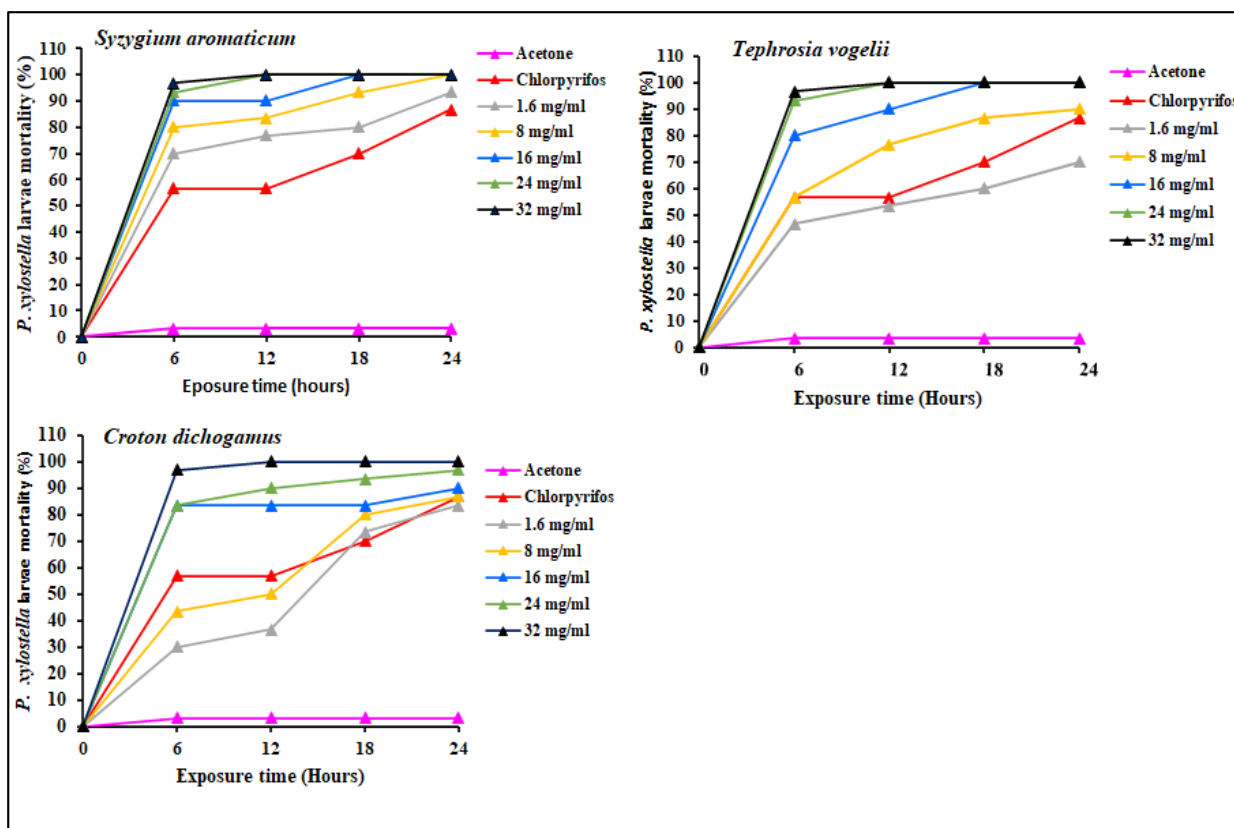 Syzygium aromaticum
P. xylostella larvae mortality (%)
110
100
90
80
70
60
50
40
30
20
10
0
0 6 12 18 24
Eposure time (hours)
Acetone
Chlorpyrifos
1.6 mg/ml
8 mg/ml
16 mg/ml
24 mg/ml
32 mg/ml
Tephrosia vogelii
P. xylostella larvae mortality (%)
110
100
90
80
70
60
50
40
30
20
10
0
0 6 12 18 24
Exposure time (Hours)
Acetone
Chlorpyrifos
1.6 mg/ml
8 mg/ml
16 mg/ml
24 mg/ml
32 mg/ml
Croton dichogamus
P. xylostella larvae mortality (%)
110
100
90
80
70
60
50
40
30
20
10
0
0 6 12 18 24
Exposure time (Hours)
Acetone
Chlorpyrifos
1.6 mg/ml
8 mg/ml
16 mg/ml
24 mg/ml
32 mg/ml